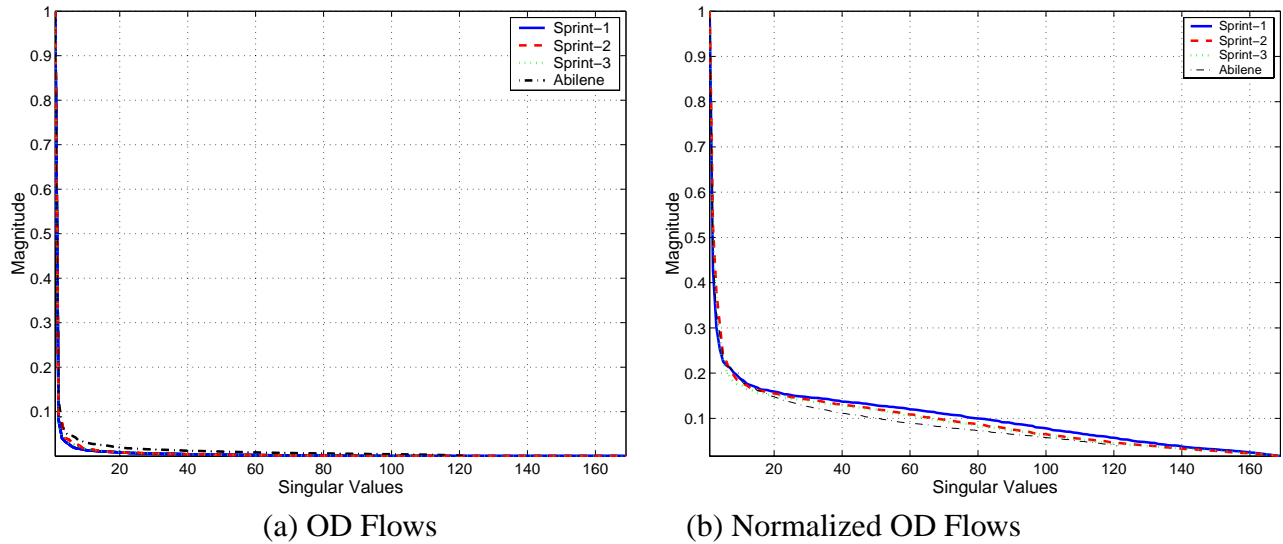 1
0.9
0.8
0.7
0.6
0.5
0.4
0.3
0.2
0.1
Magnitude
20 40 60 80 100 120 140 160
Singular Values
Sprint-1
Sprint-2
Sprint-3
Abilene
(a) OD Flows
1
0.9
0.8
0.7
0.6
0.5
0.4
0.3
0.2
0.1
Magnitude
20 40 60 80 100 120 140 160
Singular Values
Sprint-1
Sprint-2
Sprint-3
Abilene
(b) Normalized OD Flows